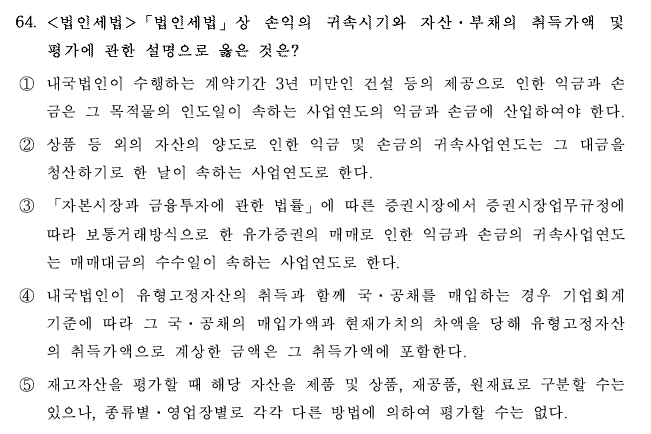 64. <법인세법>「법인세법」상 손익의 귀속시기와 자산·부채의 취득가액 및
평가에 관한 설명으로 옳은 것은?
① 내국법인이 수행하는 계약기간 3년 미만인 건설 등의 제공으로 인한 익금과 손
금은 그 목적물의 인도일이 속하는 사업연도의 익금과 손금에 산입하여야 한다.
② 상품 등 외의 자산의 양도로 인한 익금 및 손금의 귀속사업연도는 그 대금을
청산하기로 한 날이 속하는 사업연도로 한다.
③ 「자본시장과 금융투자에 관한 법률」에 따른 증권시장에서 증권시장업무규정에
따라 보통거래방식으로 한 유가증권의 매매로 인한 익금과 손금의 귀속사업연도
는 매매대금의 수수일이 속하는 사업연도로 한다.
④ 내국법인이 유형고정자산의 취득과 함께 국·공채를 매입하는 경우 기업회계
기준에 따라 그 국·공채의 매입가액과 현재가치의 차액을 당해 유형고정자산
의 취득가액으로 계상한 금액은 그 취득가액에 포함한다.
⑤ 재고자산을 평가할 때 해당 자산을 제품 및 상품, 재공품, 원재료로 구분할 수는
있으나, 종류별·영업장별로 각각 다른 방법에 의하여 평가할 수는 없다.